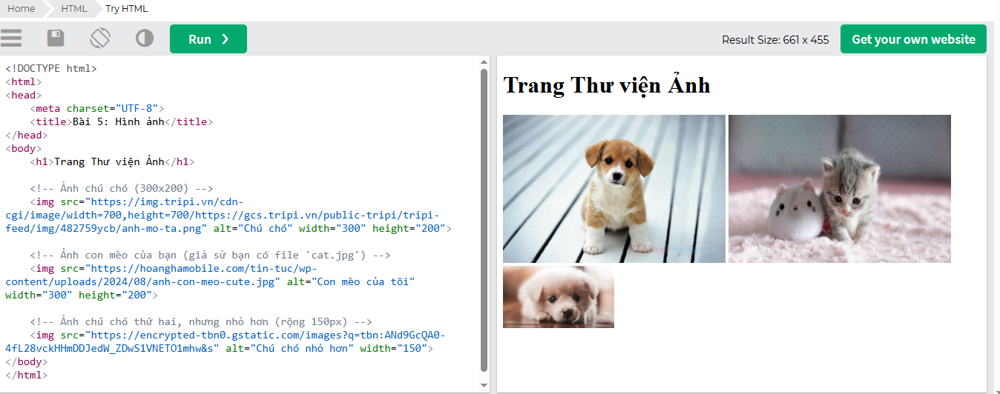 Home HTML Try HTML
Run ❯ Result Size: 661 x 455 Get your own website
<!DOCTYPE html>
<html>
<head>
    <meta charset="UTF-8">
    <title>Bài 5: Hình ảnh</title>
</head>
<body>
    <h1>Trang Thư viện Ảnh</h1>
    <!-- Ảnh chú chó (300x200) -->
    <img src="https://img.tripi.vn/cdn-
cgi/image/width=700,height=700/https://gcs.tripi.vn/public-tripi/tripi-
feed/img/482759ycb/anh-mo-ta.png" alt="Chú chó" width="300" height="200">
    <!-- Ảnh con mèo của bạn (giả sử bạn có file 'cat.jpg') -->
    <img src="https://hoanghamobile.com/tin-tuc/wp-
content/uploads/2024/08/anh-con-meo-cute.jpg" alt="Con mèo của tôi"
width="300" height="200">
    <!-- Ảnh chú chó thứ hai, nhưng nhỏ hơn (rộng 150px) -->
    <img src="https://encrypted-tbn0.gstatic.com/images?q=tbn:ANd9GcQA0-
4fL28vckHHmDDJedW_ZDwS1VNETO1mhw&s" alt="Chú chó nhỏ hơn" width="150">
</body>
</html>
Trang Thư viện Ảnh